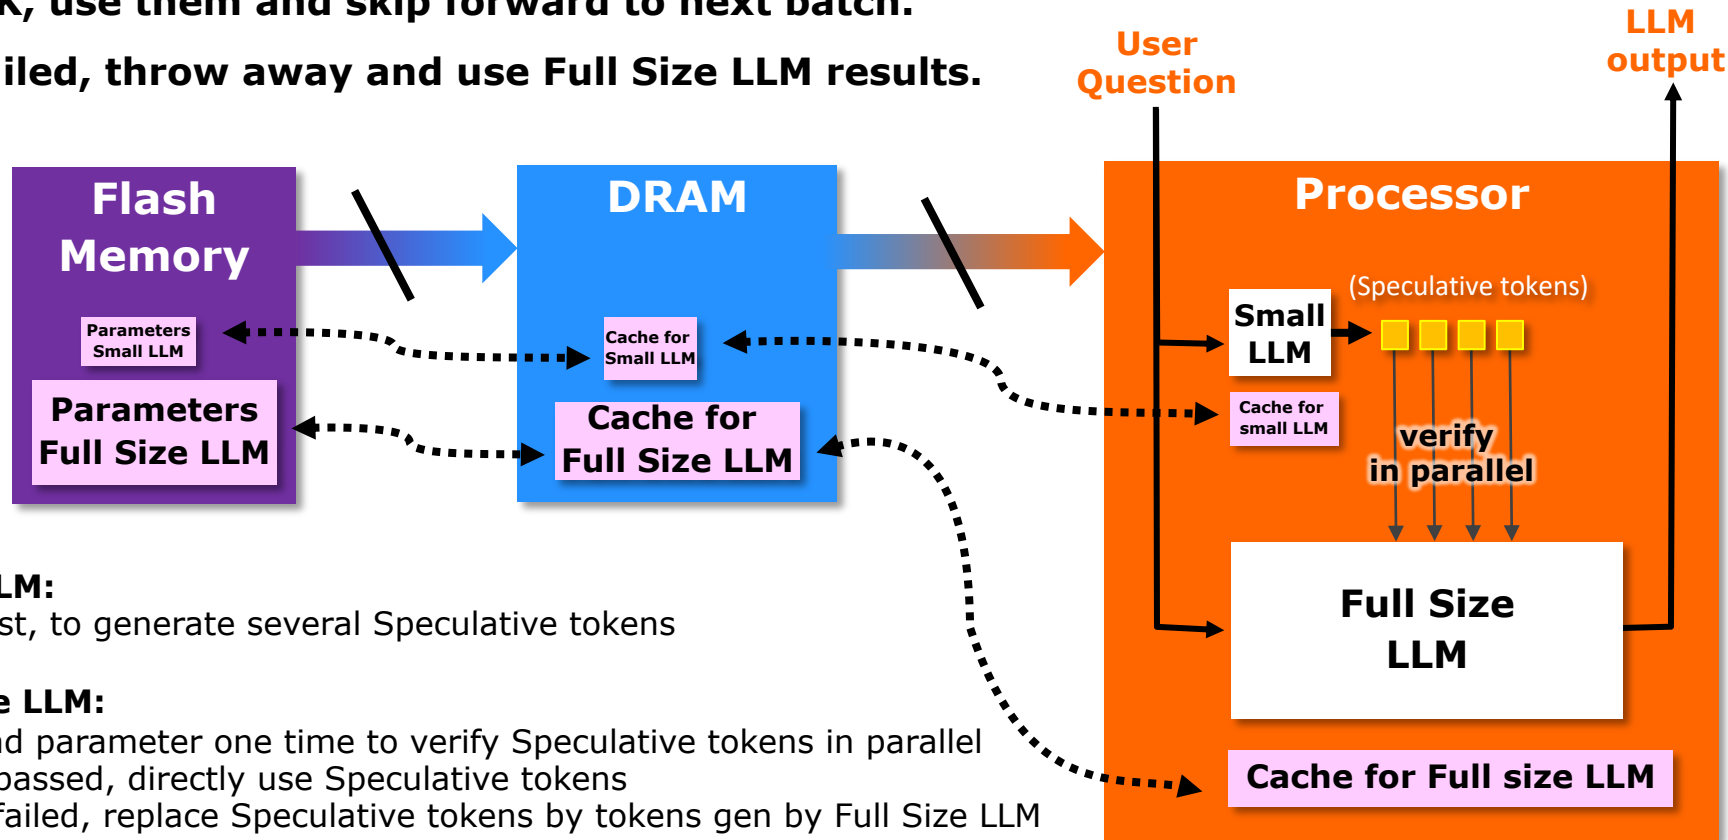 K, use them and skip forward to next batch.
iled, throw away and use Full Size LLM results.
User
Question
LLM
output
Flash
Memory
DRAM
Processor
(Speculative tokens)
Parameters
Small LLM
Cache for
Small LLM
Small
LLM
Parameters
Full Size LLM
Cache for
Full Size LLM
Cache for
small LLM
verify
in parallel
Full Size
LLM
Cache for Full size LLM
LM:
st, to generate several Speculative tokens
e LLM:
d parameter one time to verify Speculative tokens in parallel
passed, directly use Speculative tokens
failed, replace Speculative tokens by tokens gen by Full Size LLM